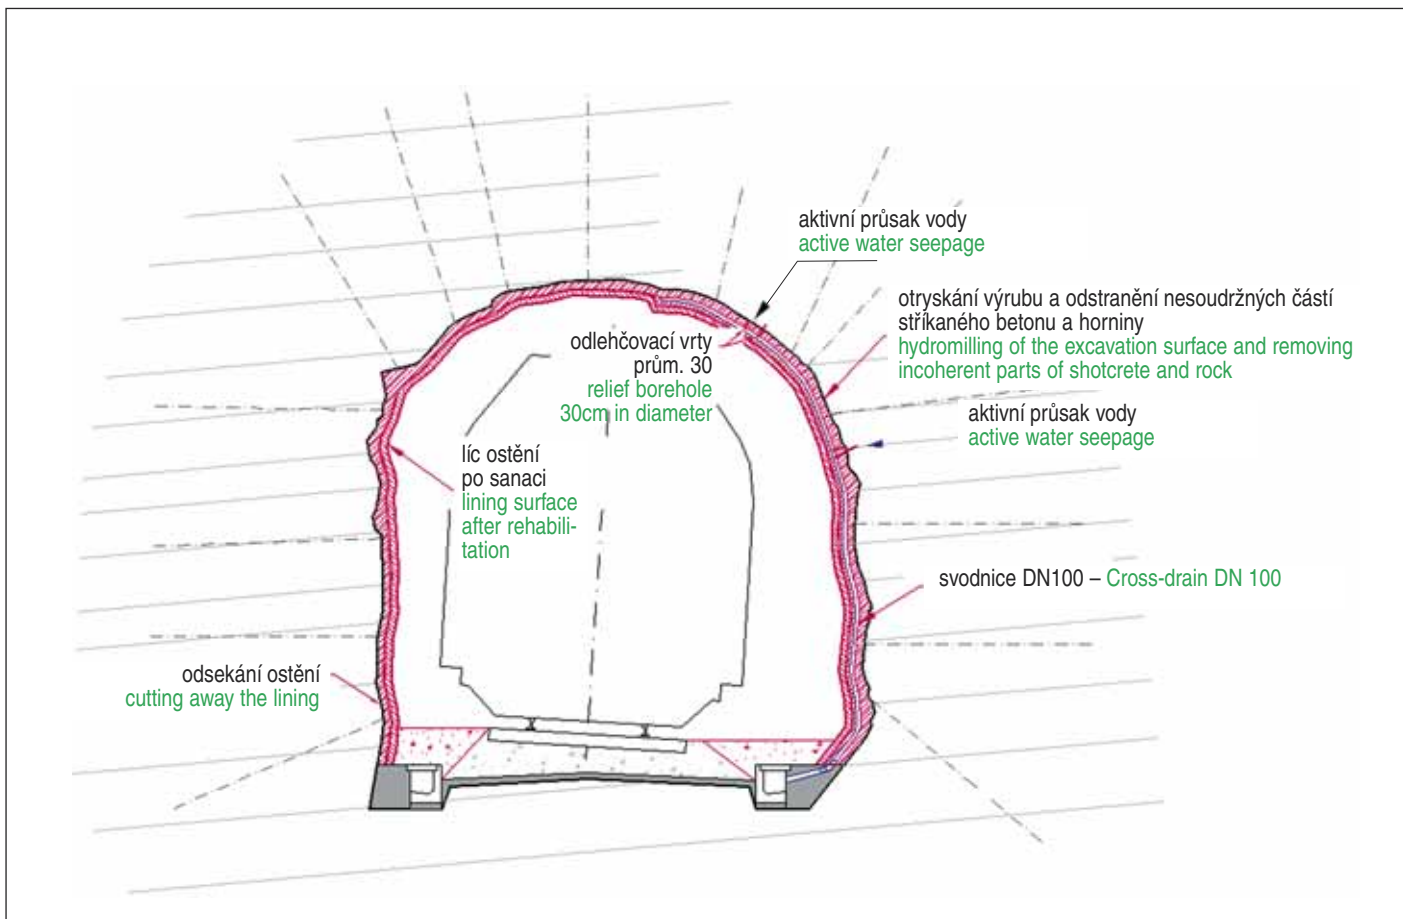 aktivní průsak vody
active water seepage
otryskání výrubu a odstranění nesoudržných částí
stříkaného betonu a horniny
hydromilling of the excavation surface and removing
incoherent parts of shotcrete and rock
odlehčovací vrty
prům. 30
relief borehole
30cm in diameter
aktivní průsak vody
active water seepage
líc ostění
po sanaci
lining surface
after rehabili-
tation
svodnice DN100 – Cross-drain DN 100
odsekání ostění
cutting away the lining